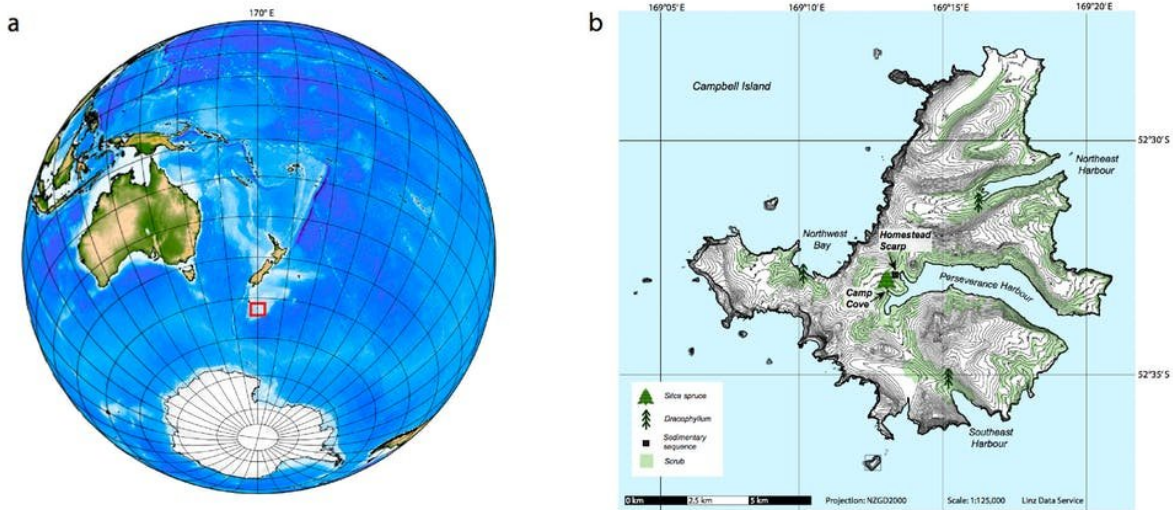 a
170° E
b
169°05'E
169°10'E
169°15'E
169°20'E
Campbell Island
52°30'S
Northeast
Harbour
Northwest
Bay
Homestead
Scarp
Perseverance Harbour
Camp
Cove
52°35'S
Southeast
Harbour
Sitca spruce
Dracophyllum
Sedimentary
sequence
Scrub
0 km
2.5 km
5 km
Projection: NZGD2000
Scale: 1:125,000
Linz Data Service